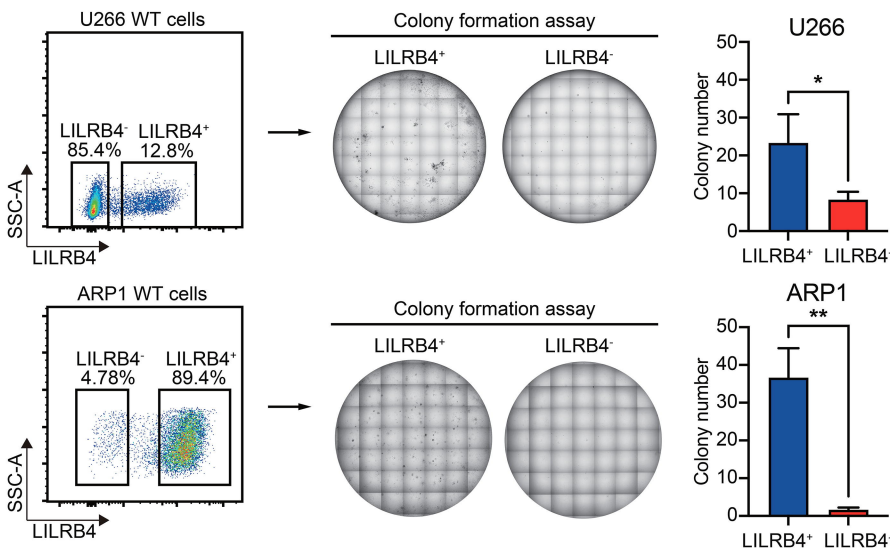 U266 WT cells
LILRB4⁻
85.4%
LILRB4⁺
12.8%
SSC-A
LILRB4
Colony formation assay
LILRB4⁺
LILRB4⁻
U266
Colony number
50
40
30
20
10
0
*
LILRB4⁺
LILRB4⁻
ARP1 WT cells
LILRB4⁻
4.78%
LILRB4⁺
89.4%
SSC-A
LILRB4
Colony formation assay
LILRB4⁺
LILRB4⁻
ARP1
Colony number
50
40
30
20
10
0
**
LILRB4⁺
LILRB4⁻